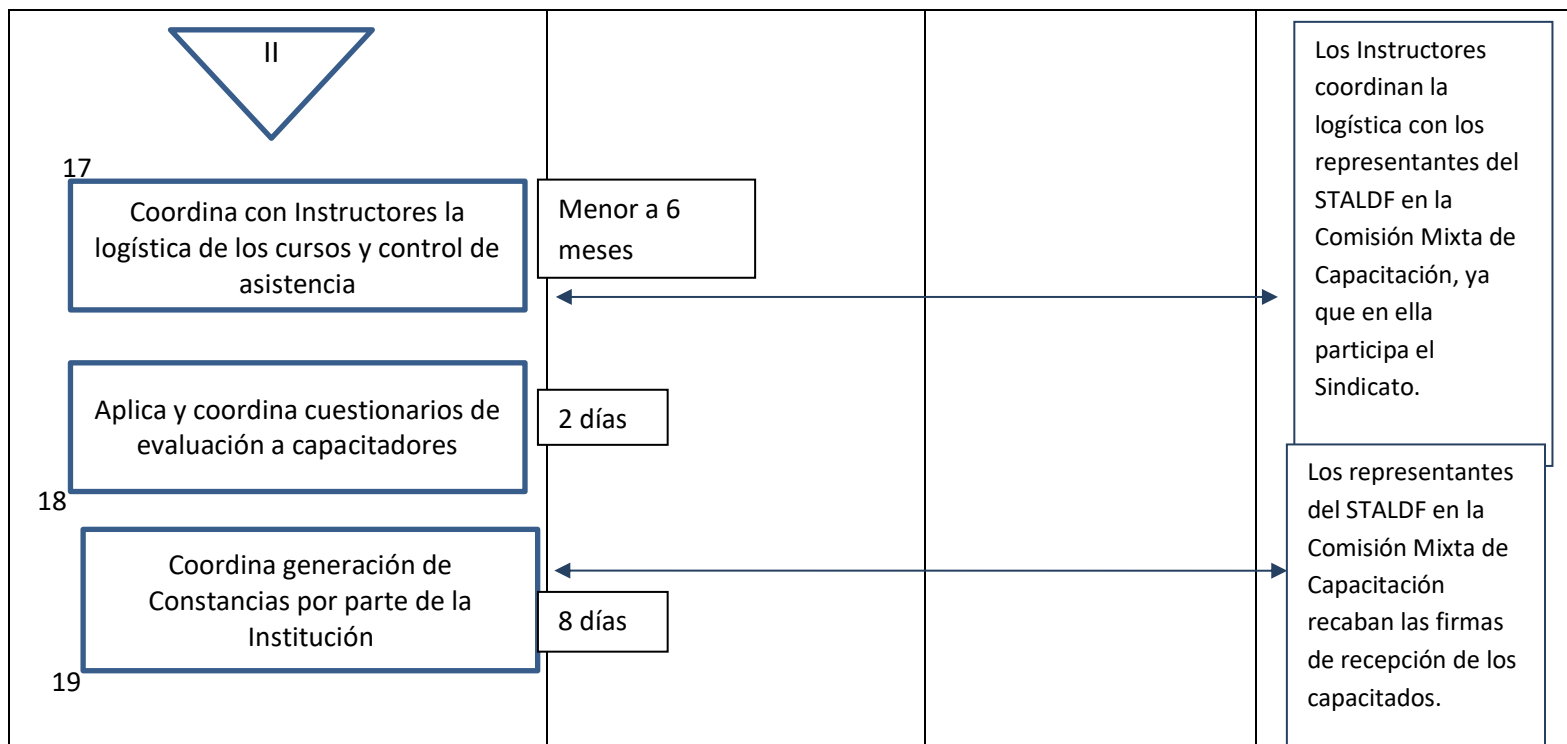 II
17
Coordina con Instructores la
logística de los cursos y control de
asistencia
Menor a 6
meses
Los Instructores
coordinan la
logística con los
representantes del
STALDF en la
Comisión Mixta de
Capacitación, ya
que en ella
participa el
Sindicato.
Aplica y coordina cuestionarios de
evaluación a capacitadores
2 días
18
Coordina generación de
Constancias por parte de la
Institución
8 días
19
Los representantes
del STALDF en la
Comisión Mixta de
Capacitación
recaban las firmas
de recepción de los
capacitados.